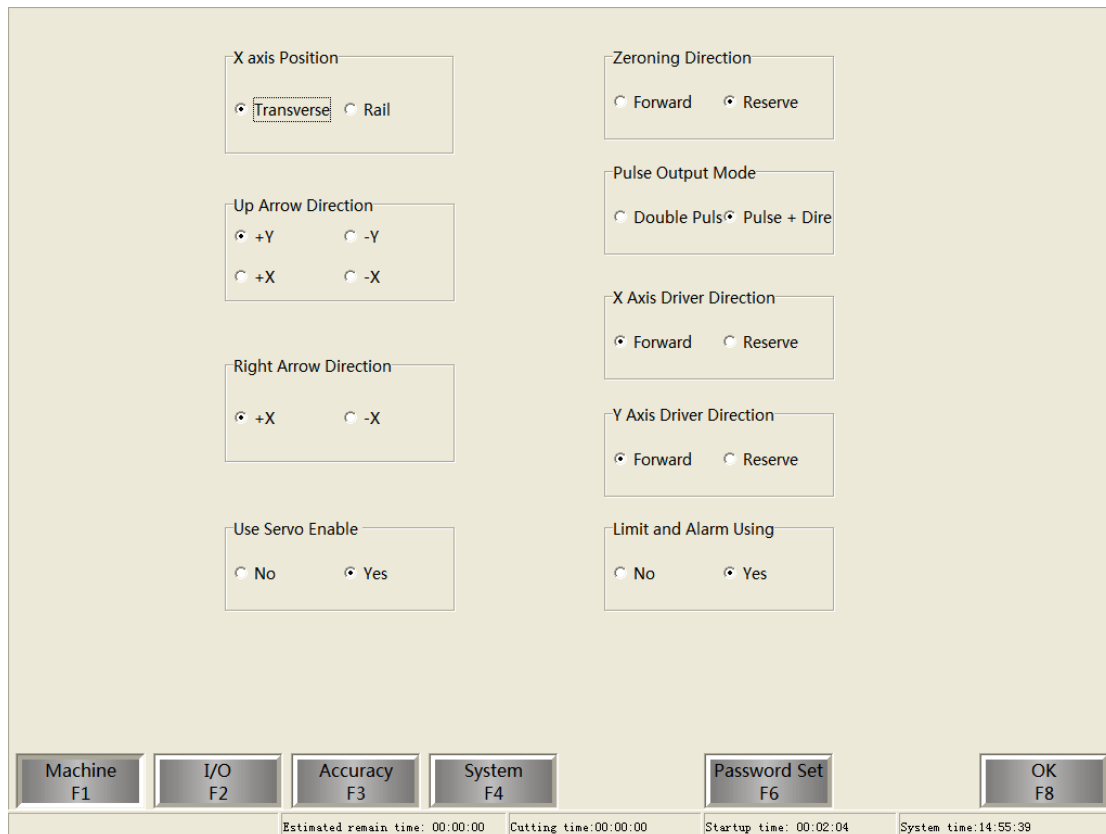 X axis Position
Transverse Rail
Up Arrow Direction
+Y -Y
+X -X
Right Arrow Direction
+X -X
Use Servo Enable
No Yes
Zeroning Direction
Forward Reserve
Pulse Output Mode
Double Puls Pulse + Dire
X Axis Driver Direction
Forward Reserve
Y Axis Driver Direction
Forward Reserve
Limit and Alarm Using
No Yes
Machine
F1
I/O
F2
Accuracy
F3
System
F4
Password Set
F6
OK
F8
Estimated remain time: 00:00:00 Cutting time:00:00:00 Startup time: 00:02:04 System time:14:55:39